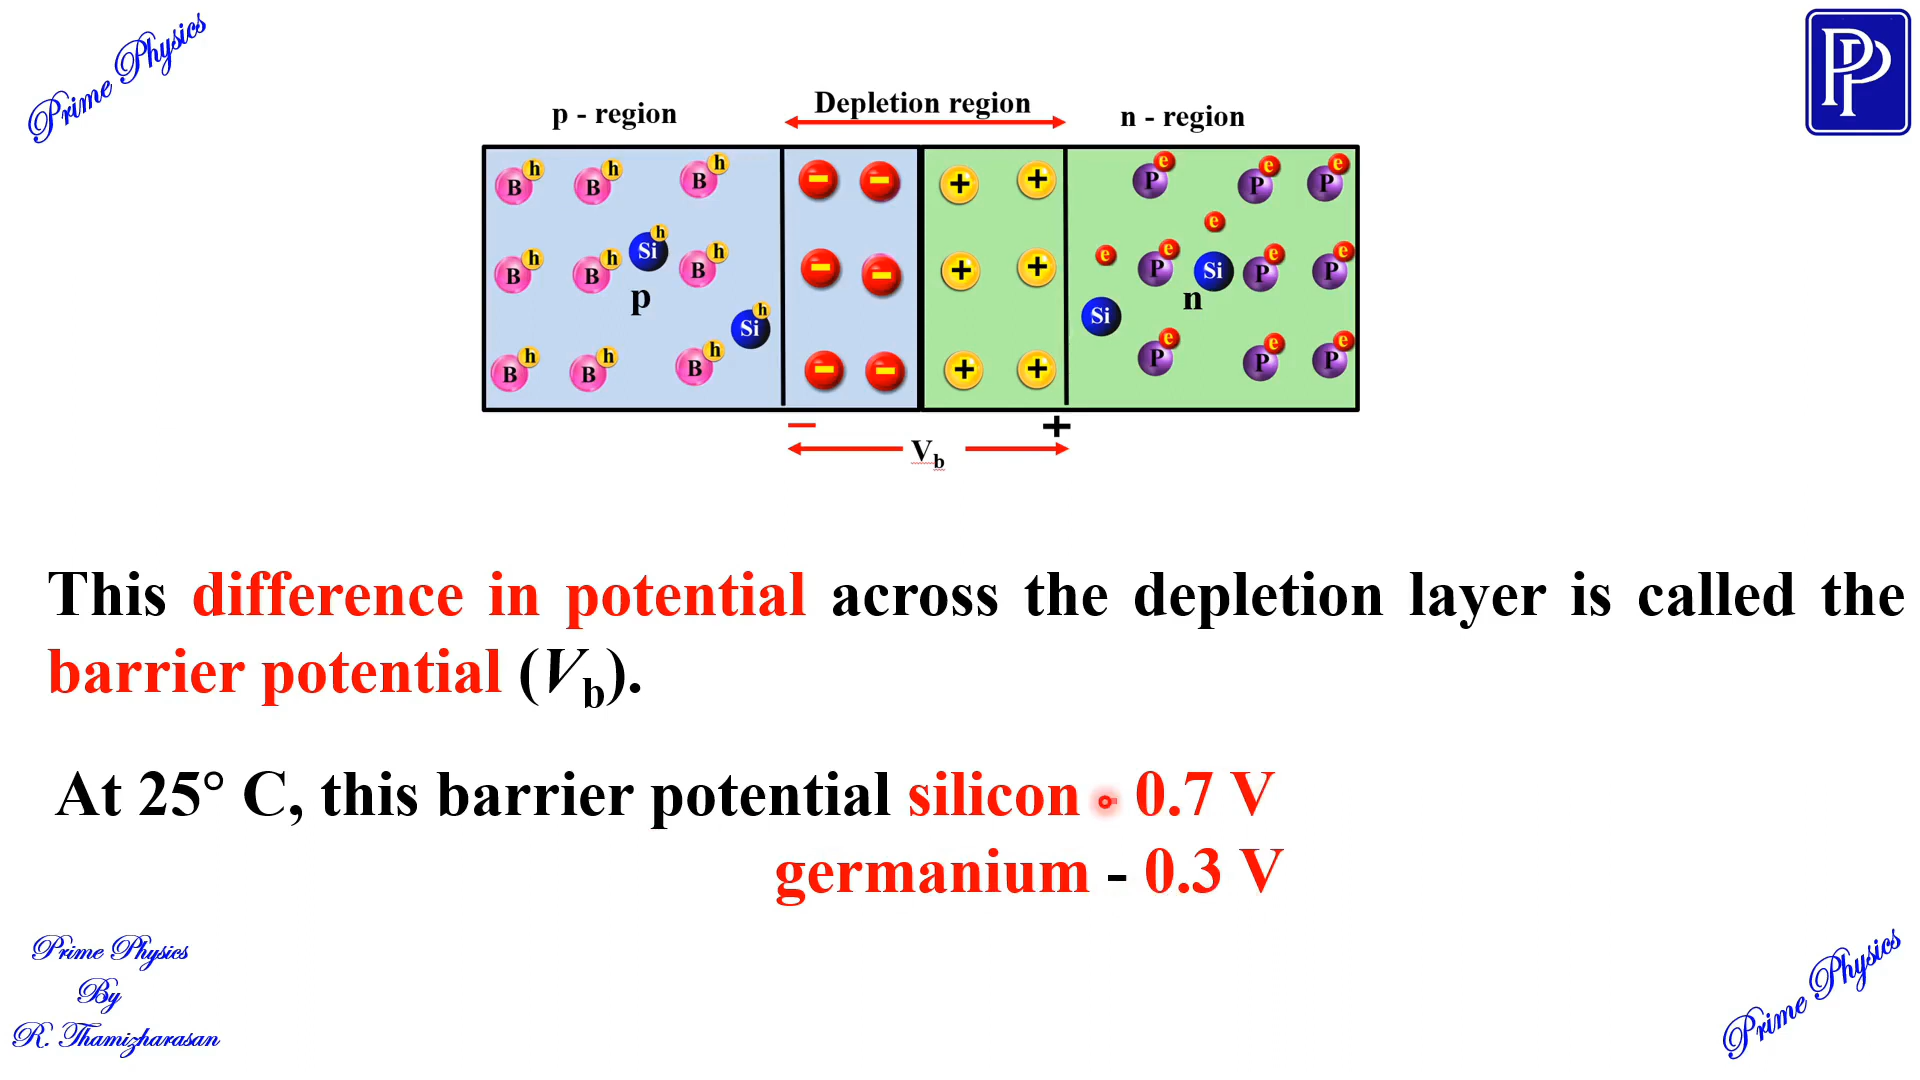 Prime Physics
PP
Depletion region
p - region
n - region
h h h e e e
B B B − − + + P P P
h e
Si
h h h e e e e
B B B − − + + P Si P P
p n
h
Si Si
h h h e e e
B B B − − + + P P P
− +
Vb
This difference in potential across the depletion layer is called the
barrier potential (Vb).
At 25° C, this barrier potential silicon - 0.7 V
germanium - 0.3 V
Prime Physics
By
R. Thamizharasan
Prime Physics